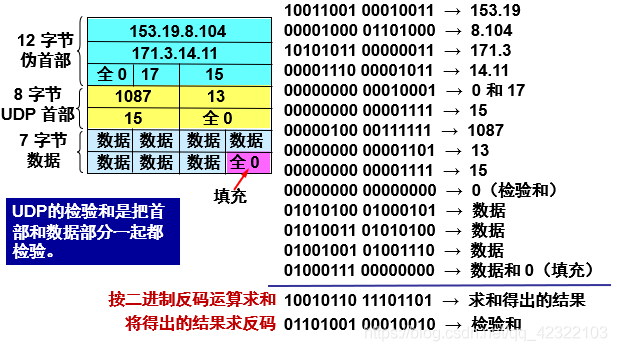 12 字节
伪首部
153.19.8.104
171.3.14.11
全 0 17 15
8 字节
UDP 首部
1087 13
15 全 0
7 字节
数据
数据 数据 数据 数据
数据 数据 数据 全 0
填充
UDP的检验和是把首
部和数据部分一起都
检验。
10011001 00010011 → 153.19
00001000 01101000 → 8.104
10101011 00000011 → 171.3
00001110 00001011 → 14.11
00000000 00010001 → 0 和 17
00000000 00001111 → 15
00000100 00111111 → 1087
00000000 00001101 → 13
00000000 00001111 → 15
00000000 00000000 → 0（检验和）
01010100 01000101 → 数据
01010011 01010100 → 数据
01001001 01001110 → 数据
01000111 00000000 → 数据和 0（填充）
按二进制反码运算求和 10010110 11101101 → 求和得出的结果
将得出的结果求反码 01101001 00010010 → 检验和
https://blog.csdn.net/qq_42322103